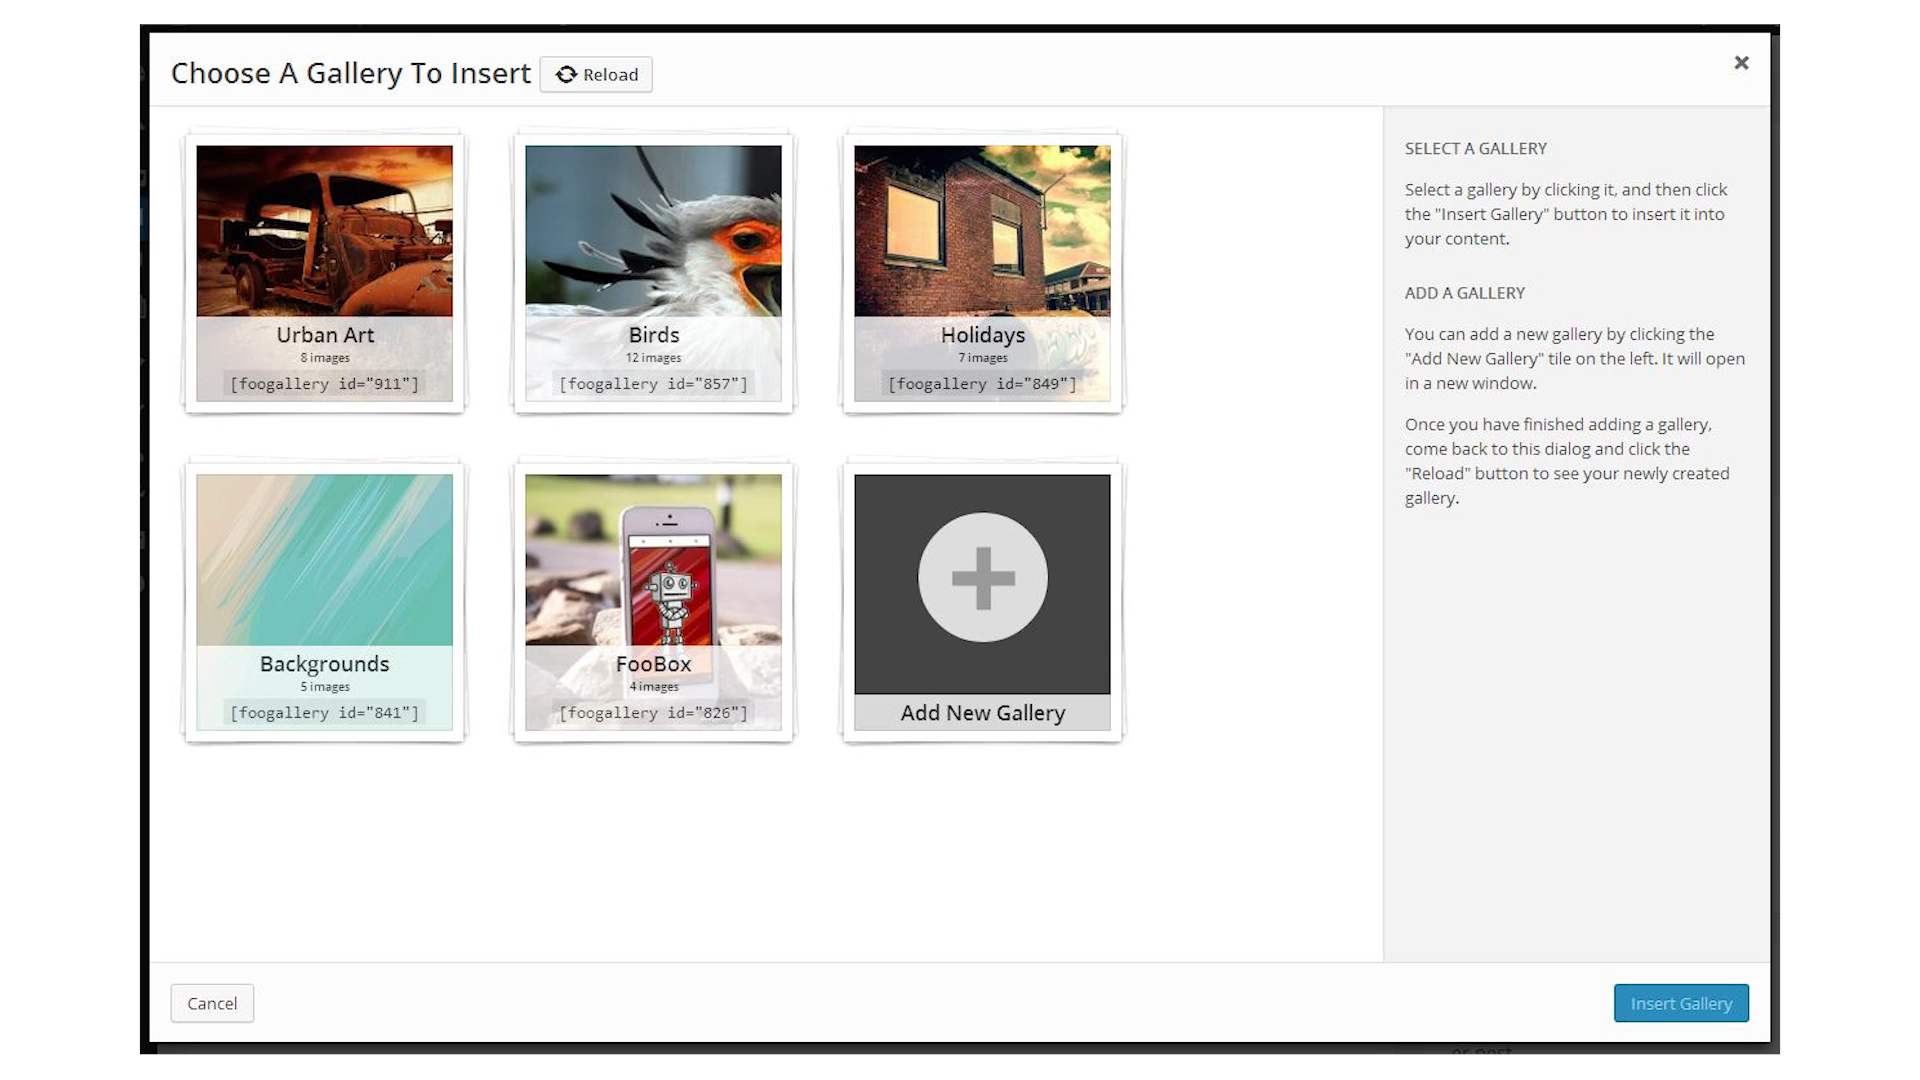 Choose A Gallery To Insert
Reload
Urban Art
8 images
[foogallery id="911"]
Birds
12 images
[foogallery id="857"]
Holidays
7 images
[foogallery id="849"]
Backgrounds
5 images
[foogallery id="841"]
FooBox
4 images
[foogallery id="826"]
Add New Gallery
SELECT A GALLERY
Select a gallery by clicking it, and then click
the "Insert Gallery" button to insert it into
your content.
ADD A GALLERY
You can add a new gallery by clicking the
"Add New Gallery" tile on the left. It will open
in a new window.
Once you have finished adding a gallery,
come back to this dialog and click the
"Reload" button to see your newly created
gallery.
Cancel
Insert Gallery